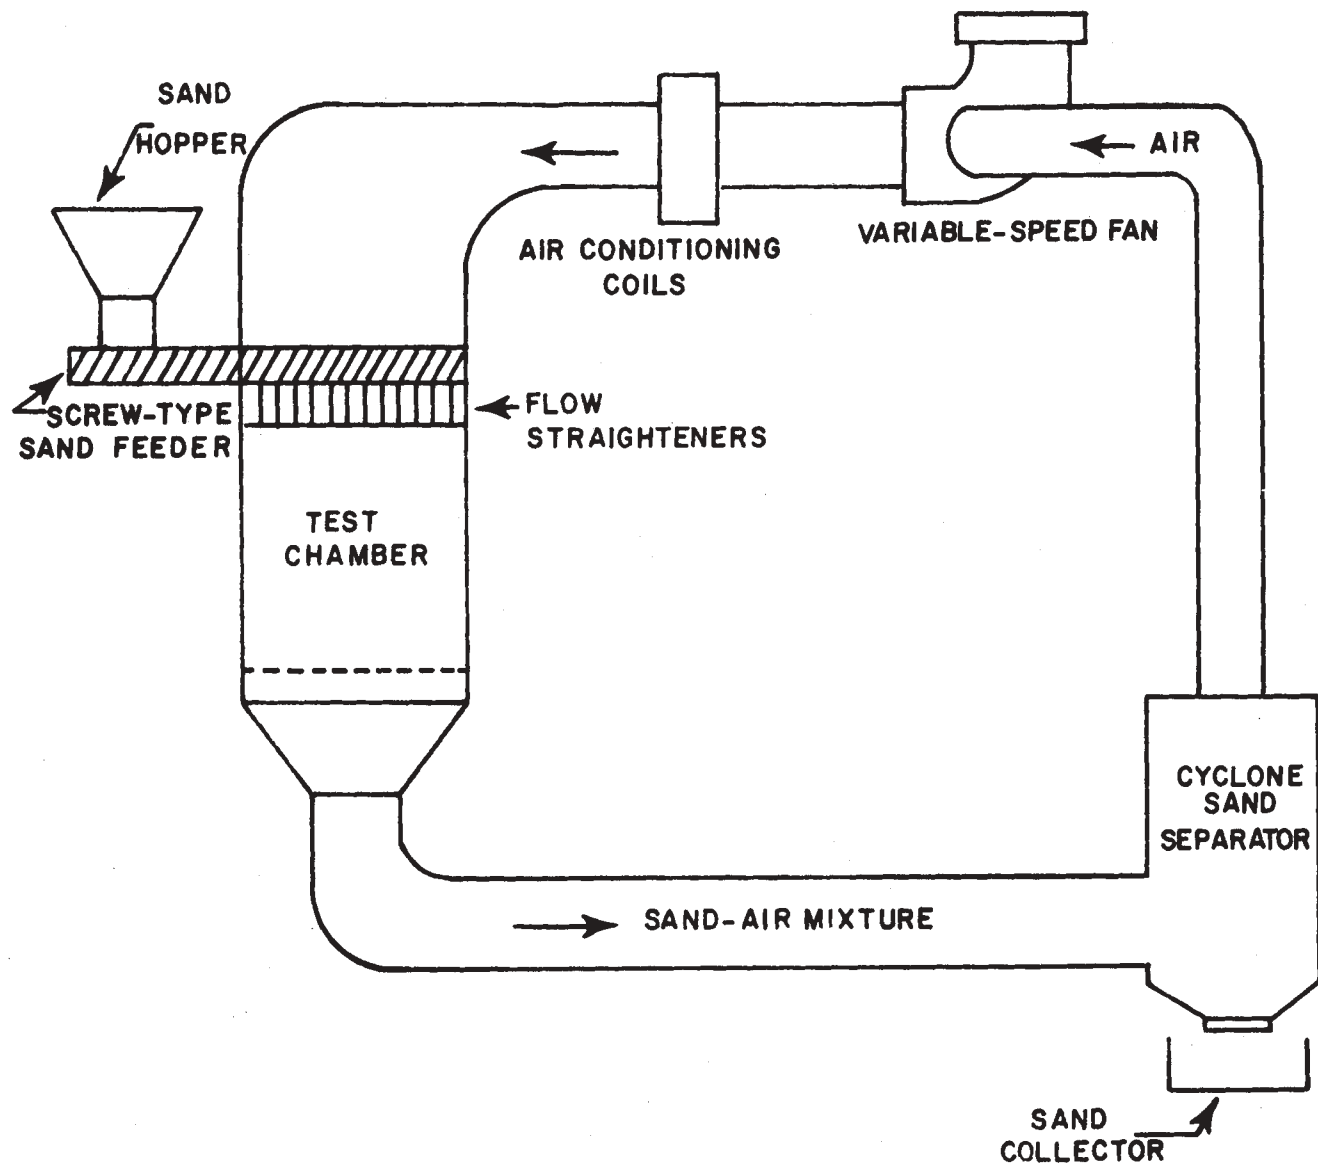 SAND
HOPPER
AIR
VARIABLE-SPEED FAN
AIR CONDITIONING
COILS
SCREW-TYPE
SAND FEEDER
FLOW
STRAIGHTENERS
TEST
CHAMBER
CYCLONE
SAND
SEPARATOR
SAND-AIR MIXTURE
SAND
COLLECTOR